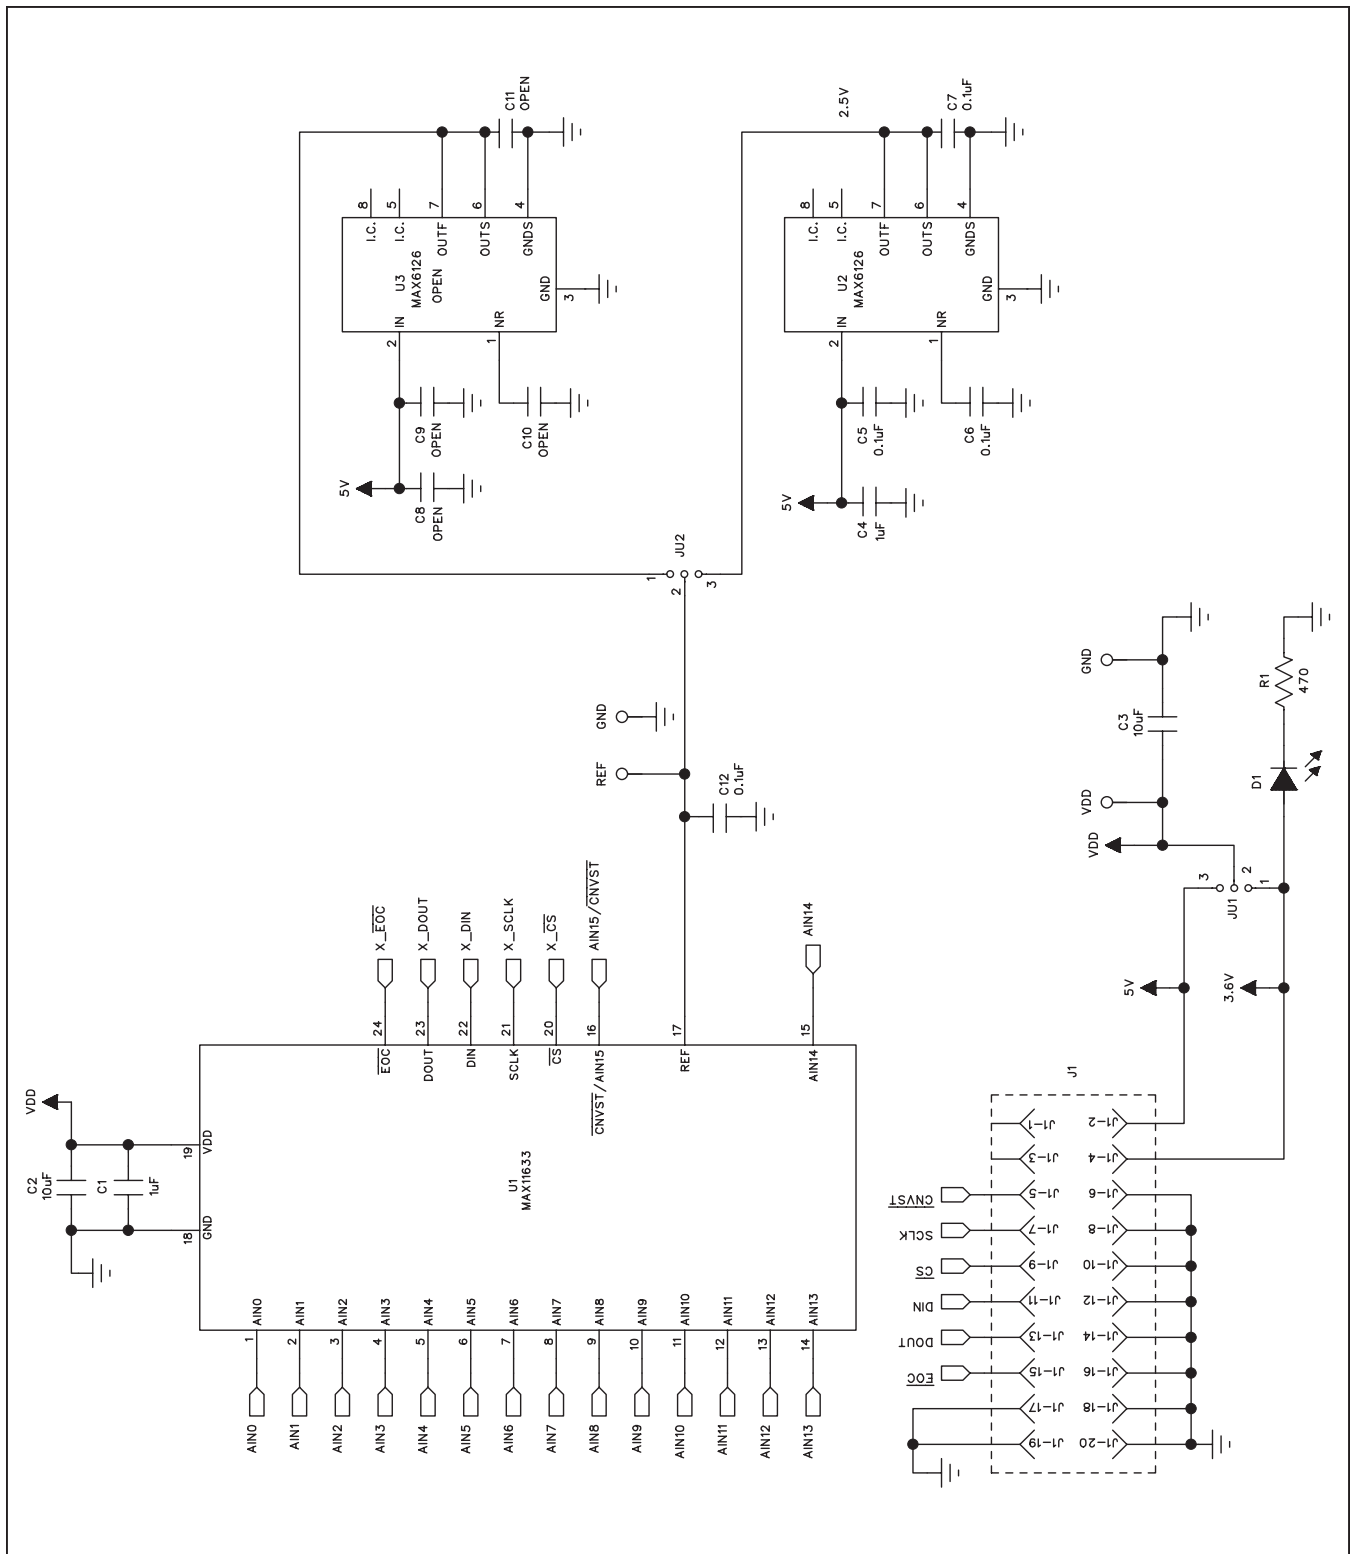 C11
OPEN
8
I.C.
5
I.C.
7
OUTF
6
OUTS
4
GNDS
U3
MAX6126
OPEN
GND
3
IN
2
NR
1
C9
OPEN
C10
OPEN
5V
C8
OPEN
2.5V
C7
0.1uF
8
I.C.
5
I.C.
7
OUTF
6
OUTS
4
GNDS
U2
MAX6126
GND
3
IN
2
NR
1
C5
0.1uF
C6
0.1uF
5V
C4
1uF
JU2
1
2
3
GND
REF
C12
0.1uF
GND
C3
10uF
VDD
VDD
R1
470
D1
3
2
1
JU1
5V
3.6V
X_EOC
X_DOUT
X_DIN
X_SCLK
X_CS
AIN15/CNVST
AIN14
24
23
22
21
20
16
17
15
EOC
DOUT
DIN
SCLK
CS
CNVST/AIN15
REF
AIN14
VDD
19
VDD
C2
10uF
C1
1uF
18
GND
U1
MAX11633
AIN0
AIN1
AIN2
AIN3
AIN4
AIN5
AIN6
AIN7
AIN8
AIN9
AIN10
AIN11
AIN12
AIN13
1
2
3
4
5
6
7
8
9
10
11
12
13
14
AIN0
AIN1
AIN2
AIN3
AIN4
AIN5
AIN6
AIN7
AIN8
AIN9
AIN10
AIN11
AIN12
AIN13
J1
J1-1
J1-2
J1-3
J1-4
CNVST
J1-5
J1-6
SCLK
J1-7
J1-8
CS
J1-9
J1-10
DIN
J1-11
J1-12
DOUT
J1-13
J1-14
EOC
J1-15
J1-16
J1-17
J1-18
J1-19
J1-20